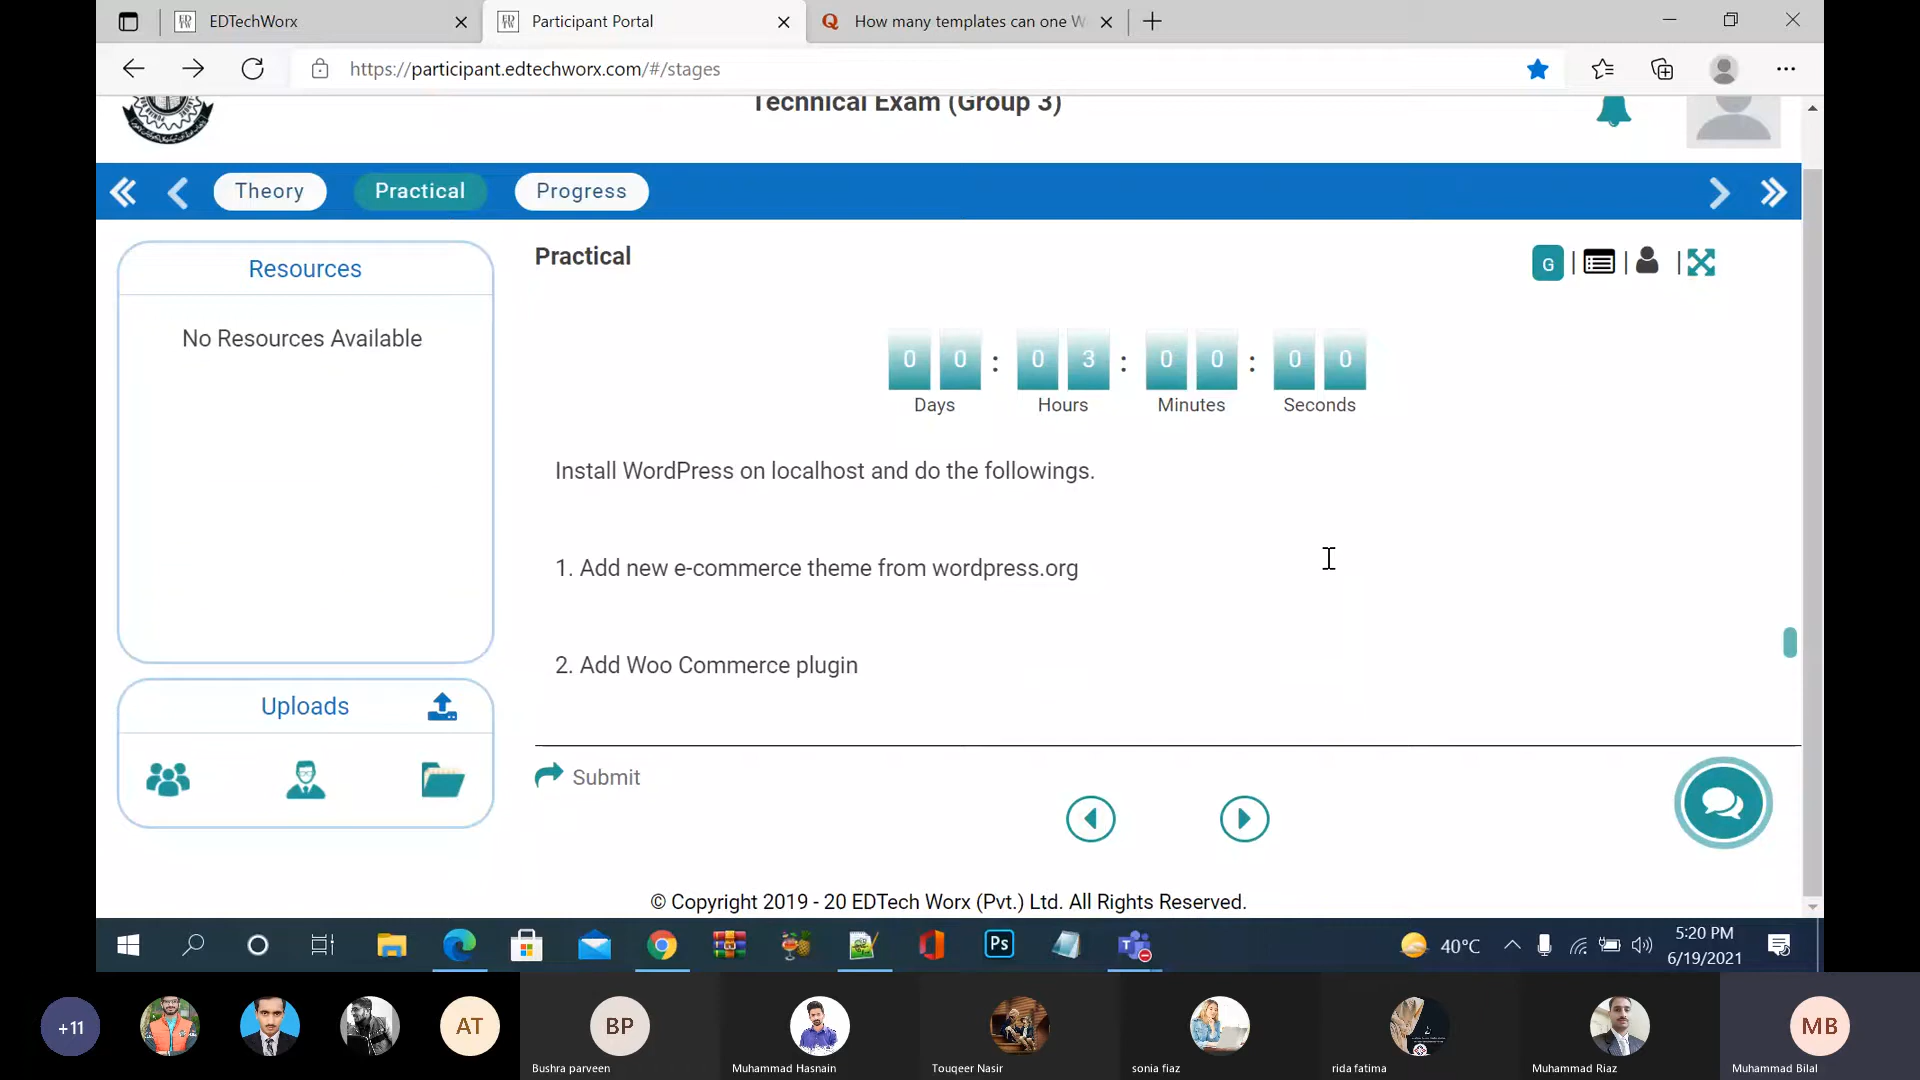 EDTechWorx
Participant Portal
How many templates can one W
https://participant.edtechworx.com/#/stages
Technical Exam (Group 3)
Theory
Practical
Progress
Resources
No Resources Available
Practical
G
0 0 : 0 3 : 0 0 : 0 0
Days Hours Minutes Seconds
Install WordPress on localhost and do the followings.
1. Add new e-commerce theme from wordpress.org
2. Add Woo Commerce plugin
Uploads
Submit
© Copyright 2019 - 20 EDTech Worx (Pvt.) Ltd. All Rights Reserved.
Ps
40°C
5:20 PM
6/19/2021
+11
AT
BP
MB
Bushra parveen
Muhammad Hasnain
Touqeer Nasir
sonia fiaz
rida fatima
Muhammad Riaz
Muhammad Bilal